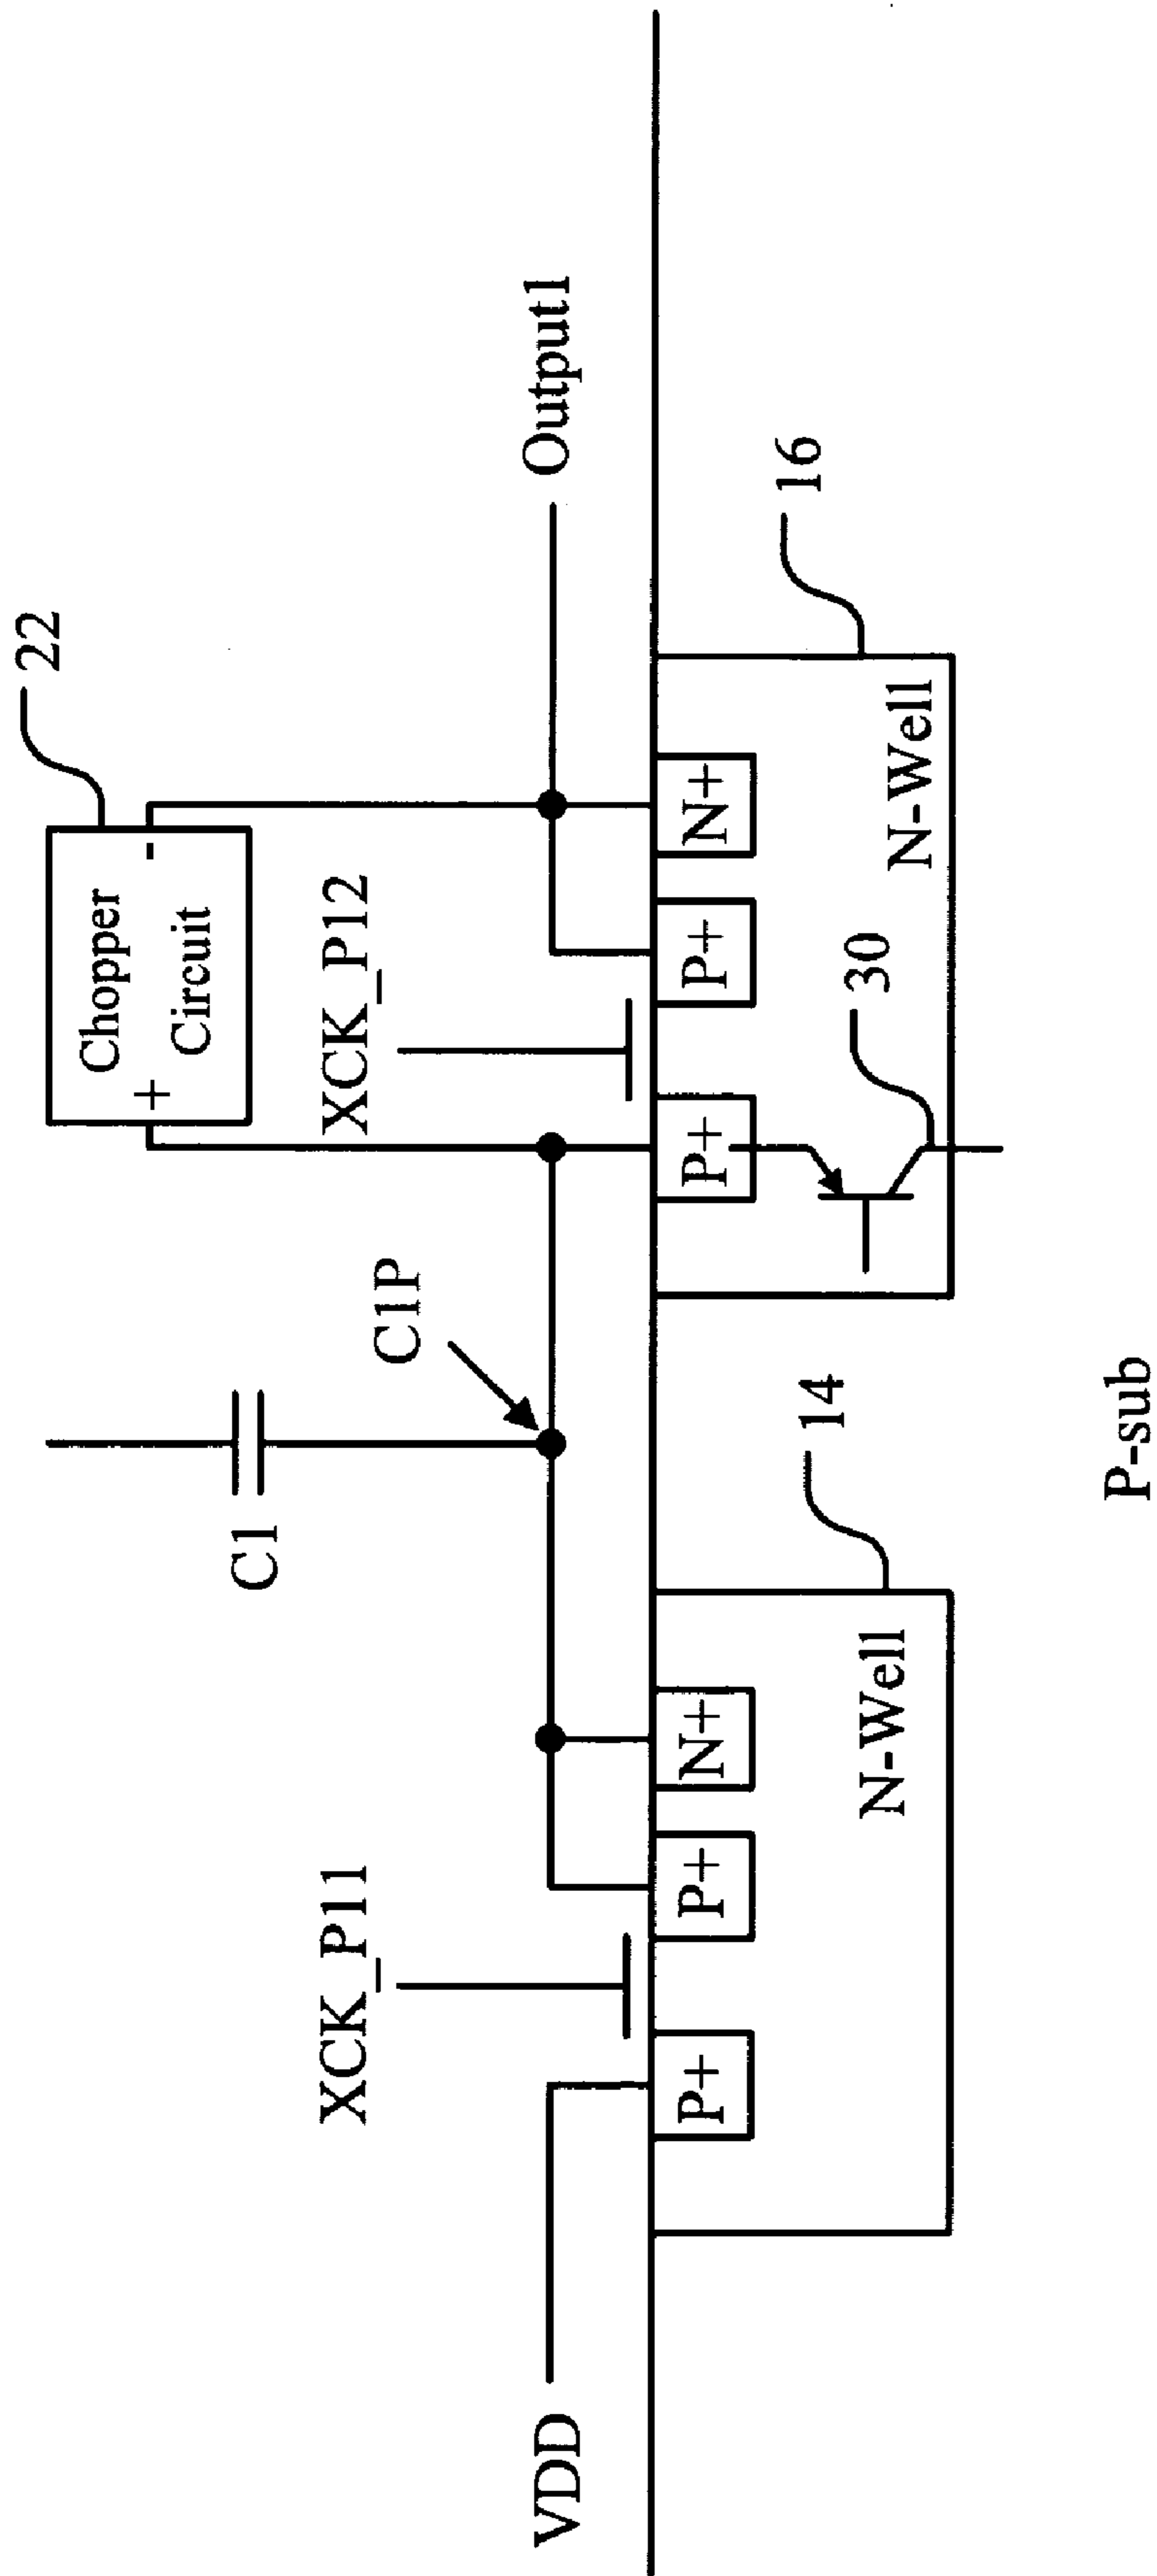 22
Chopper
+ -
Circuit
XCK_P12
C1
C1P
XCK_P11
Output1
VDD
P+
P+
N+
P+
P+
N+
16
N-Well
30
14
N-Well
P-sub